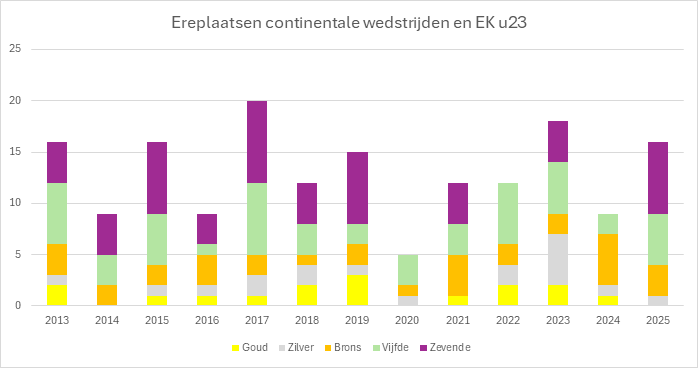 Ereplaatsen continentale wedstrijden en EK u23
25
20
15
10
5
0
2013 2014 2015 2016 2017 2018 2019 2020 2021 2022 2023 2024 2025
Goud Zilver Brons Vijfde Zevende